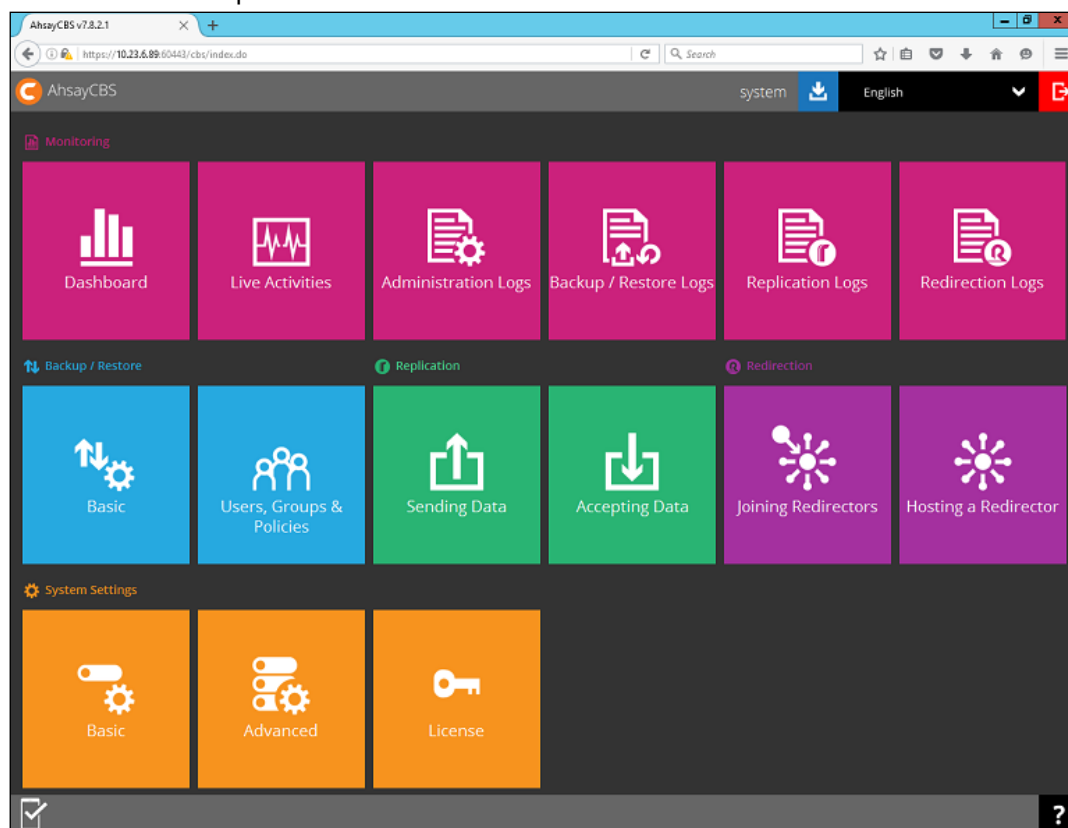 AhsayCBS v7.8.2.1
https://10.23.6.89:60443/cbs/index.do
Search
AhsayCBS
system
English
Monitoring
Dashboard
Live Activities
Administration Logs
Backup / Restore Logs
Replication Logs
Redirection Logs
Backup / Restore
Replication
Redirection
Basic
Users, Groups &
Policies
Sending Data
Accepting Data
Joining Redirectors
Hosting a Redirector
System Settings
Basic
Advanced
License
?